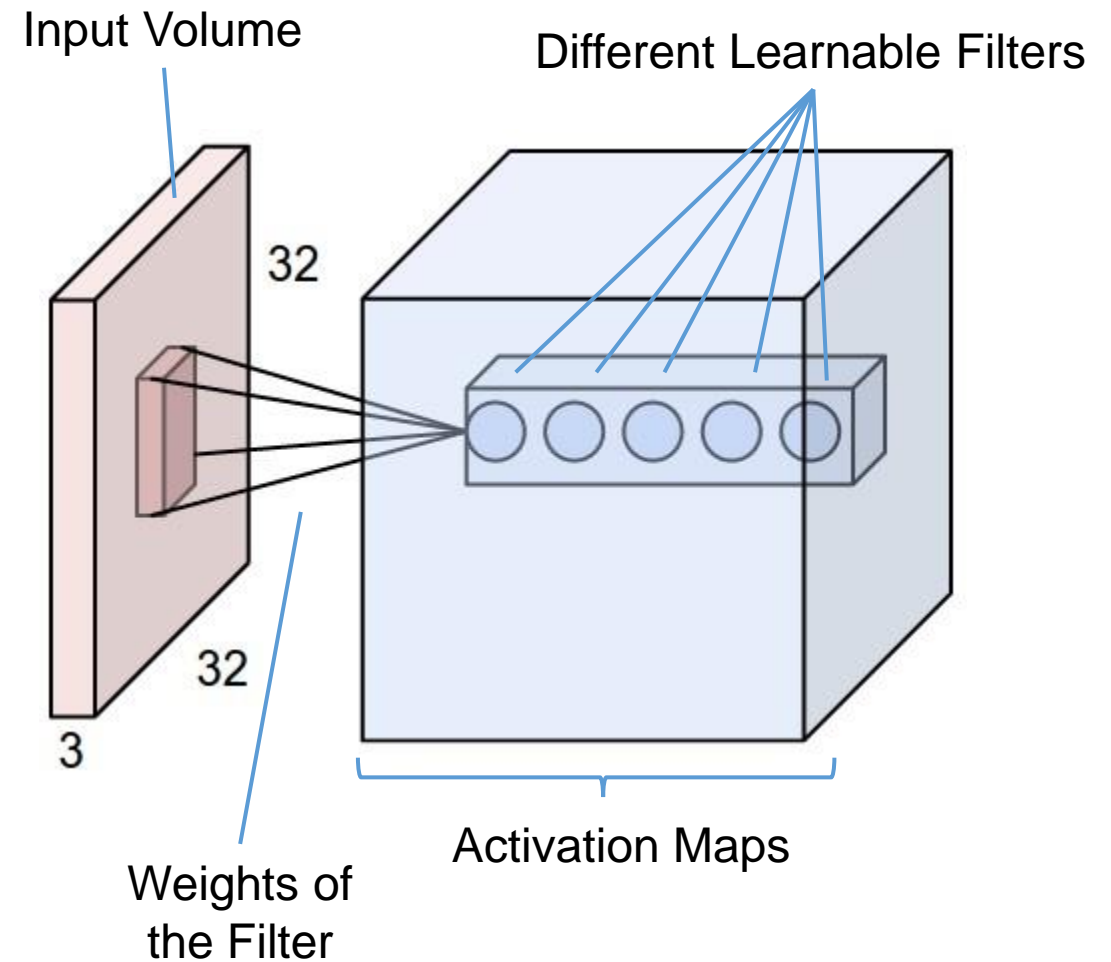 Input Volume
Different Learnable Filters
32
32
3
Activation Maps
Weights of
the Filter